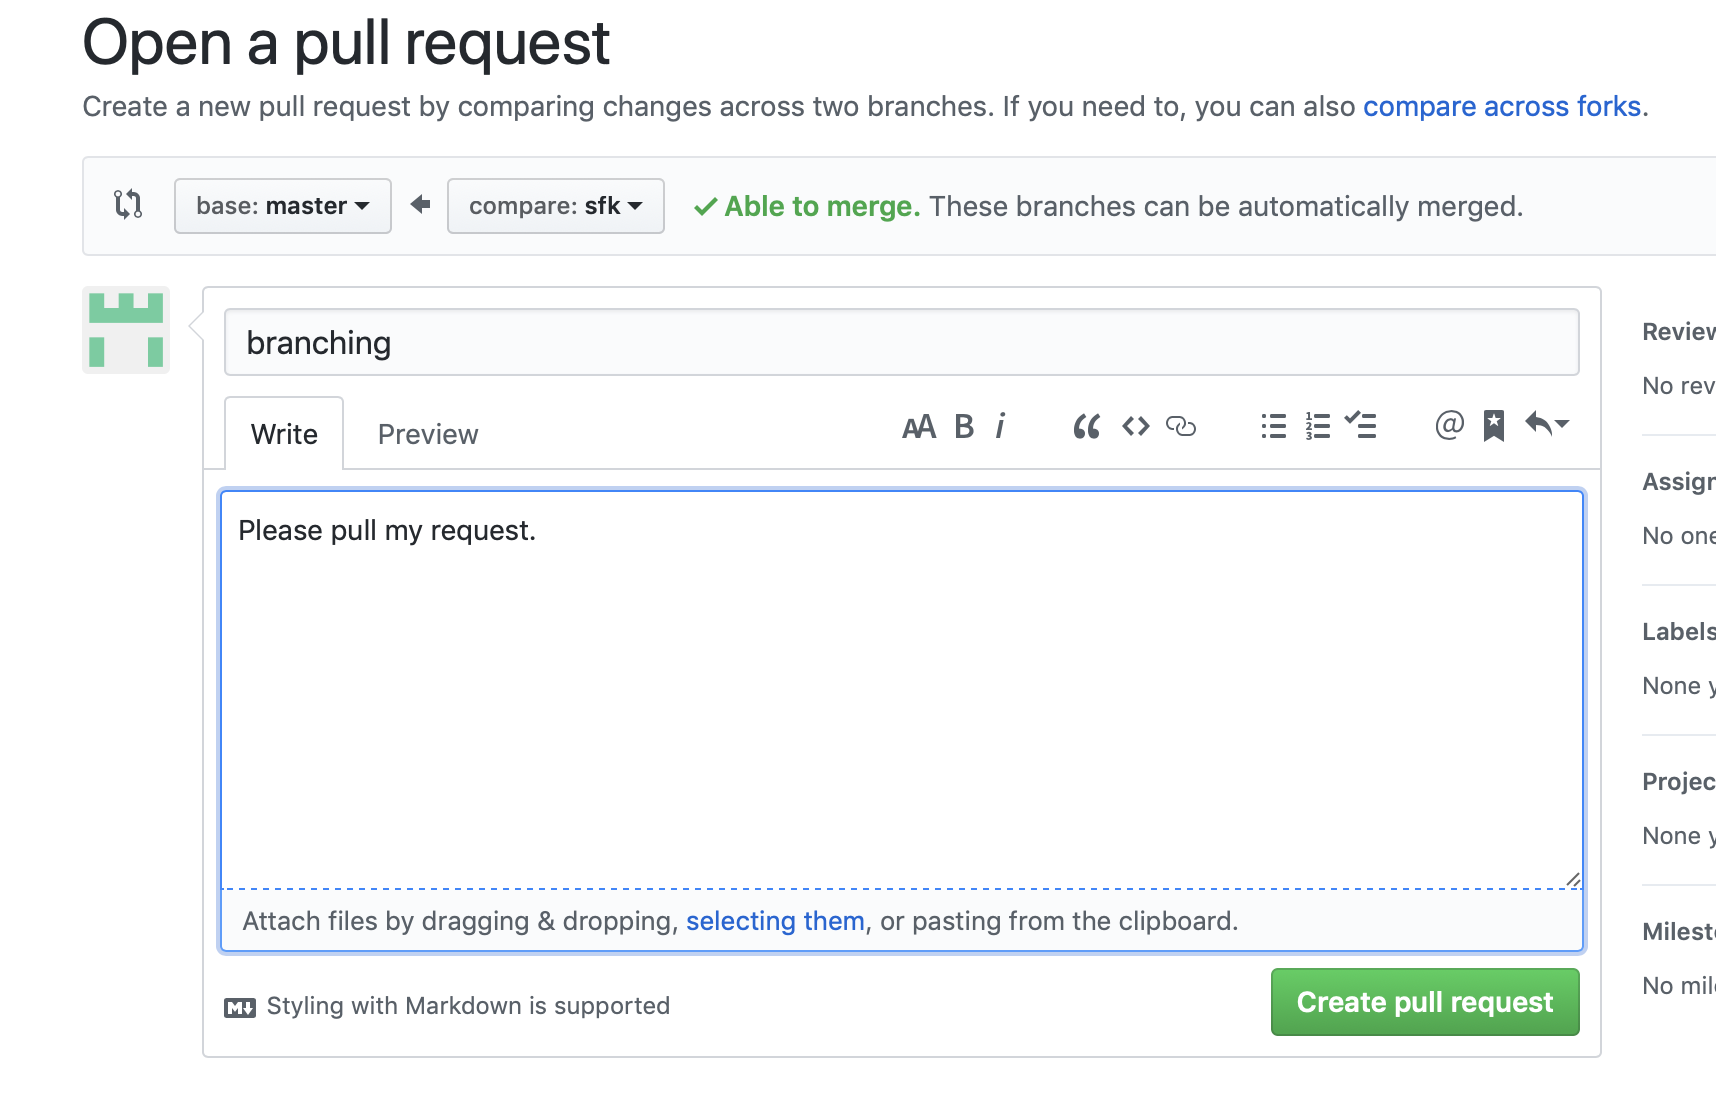 Open a pull request
Create a new pull request by comparing changes across two branches. If you need to, you can also compare across forks.
base: master compare: sfk Able to merge. These branches can be automatically merged.
branching
Write Preview
Please pull my request.
Attach files by dragging & dropping, selecting them, or pasting from the clipboard.
Styling with Markdown is supported
Create pull request
Review
No rev
Assign
No one
Labels
None y
Projec
None y
Milest
No mil